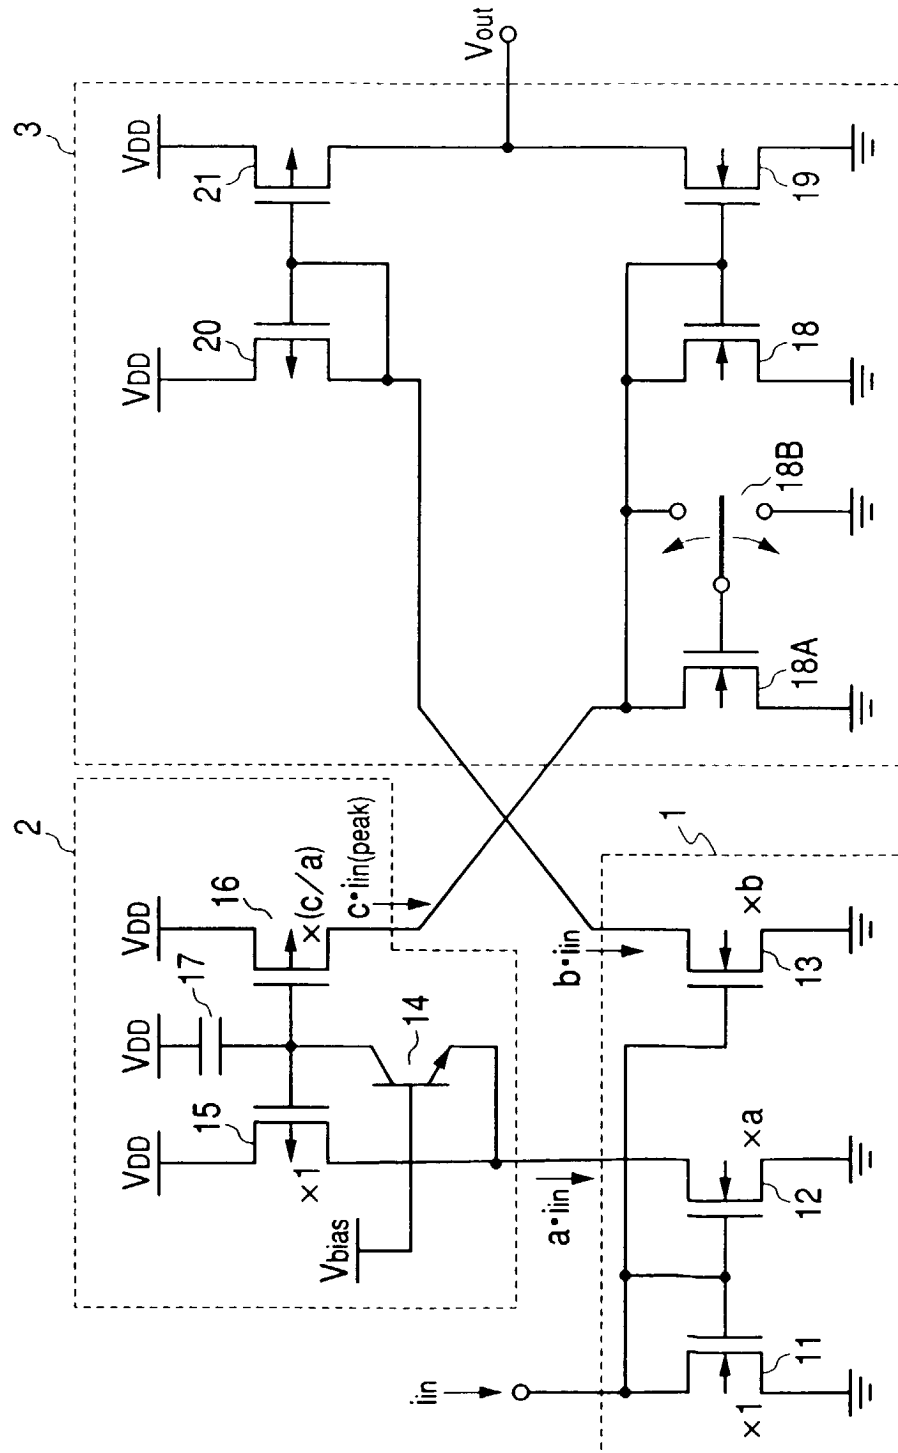 2
3
VDD
VDD
VDD
VDD
VDD
15
17
16
20
21
×1
×(c/a)
Vbias
14
c•iin(peak)
Vout
iin
a•iin
b•iin
1
18B
×1
×a
×b
11
12
13
18A
18
19